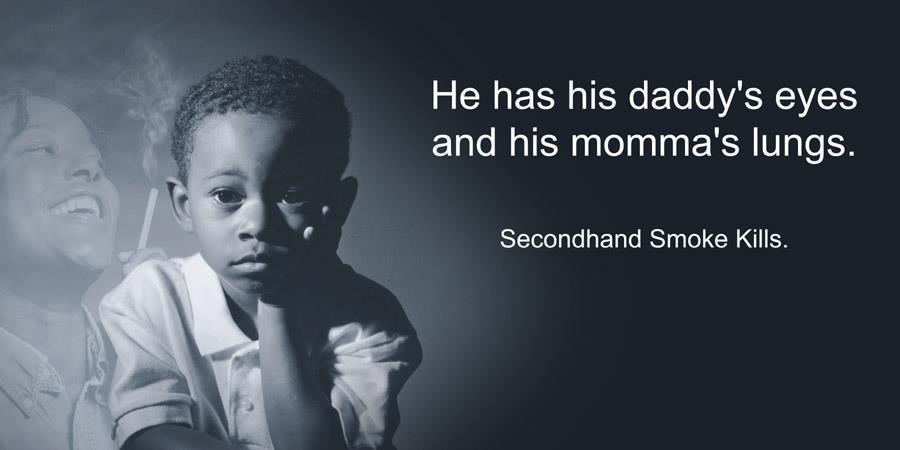 He has his daddy's eyes
and his momma's lungs.
Secondhand Smoke Kills.